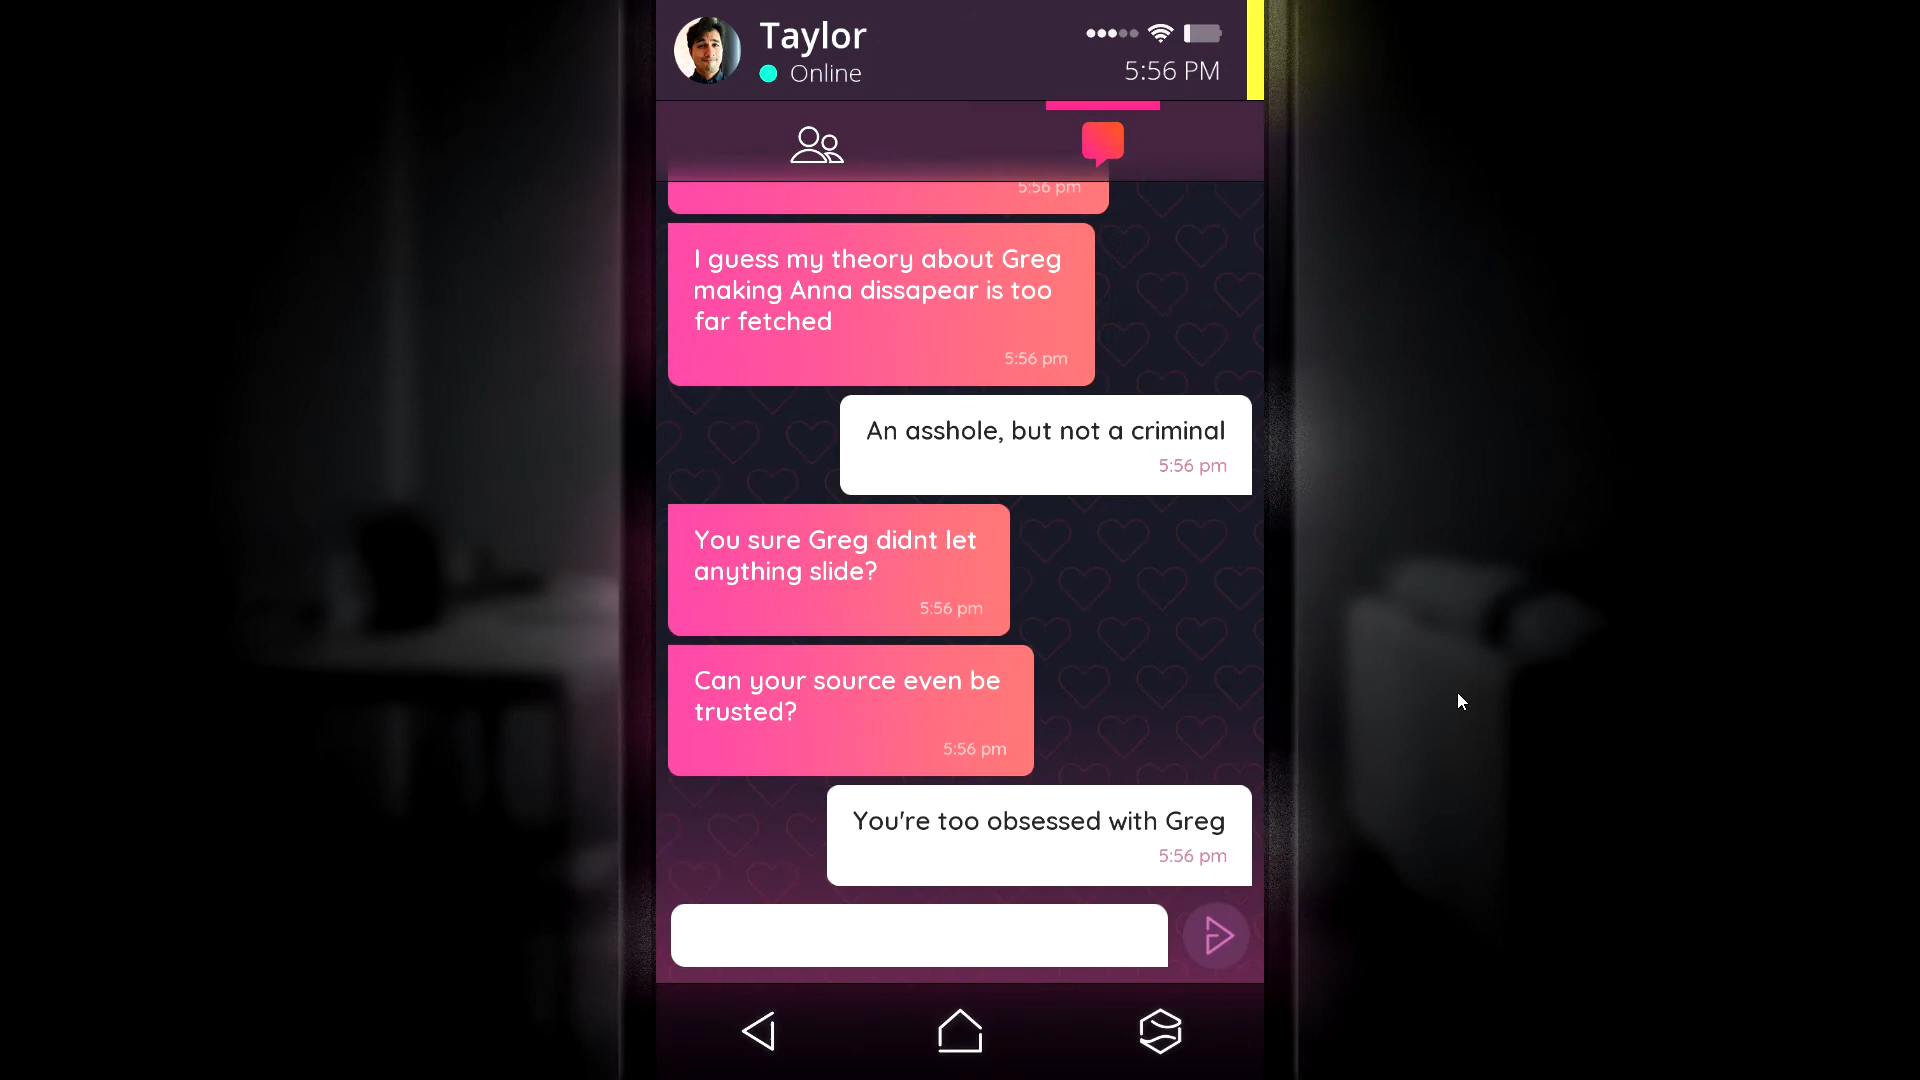 Taylor
Online
5:56 PM
5:56 pm
I guess my theory about Greg
making Anna dissapear is too
far fetched
5:56 pm
An asshole, but not a criminal
5:56 pm
You sure Greg didnt let
anything slide?
5:56 pm
Can your source even be
trusted?
5:56 pm
You're too obsessed with Greg
5:56 pm